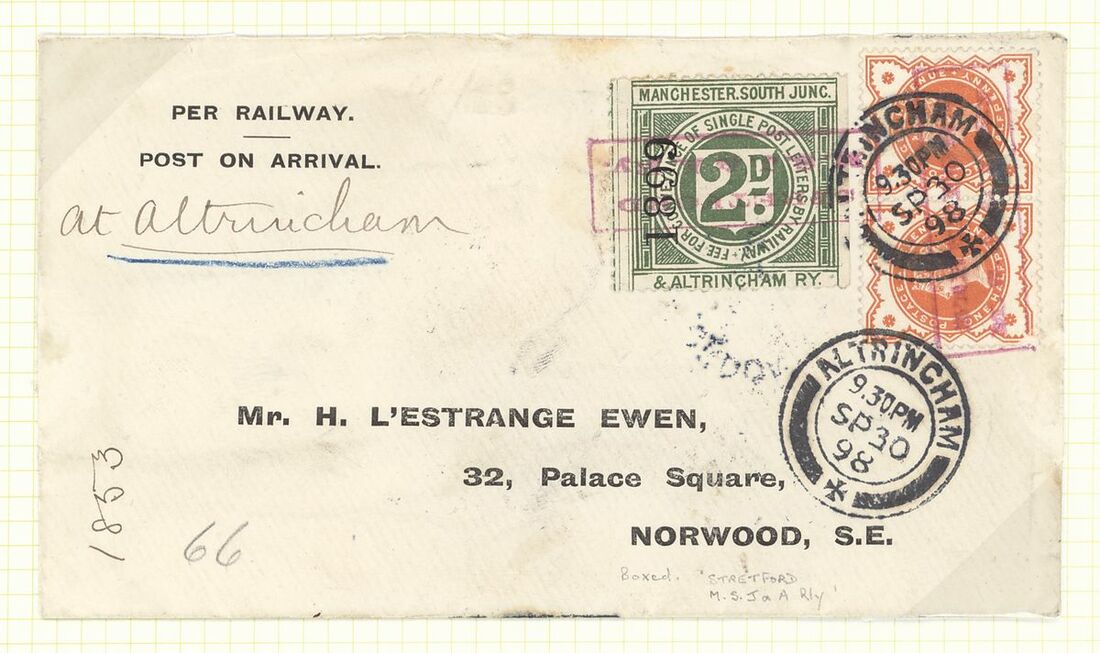 PER RAILWAY.
POST ON ARRIVAL.
at Altrincham
MANCHESTER. SOUTH JUNC.
FEE FOR CONVEYANCE OF SINGLE POST LETTERS BY RAILWAY
2D.
1899
& ALTRINCHAM RY.
ALTRINCHAM
9.30PM
SP30
98
POSTAGE
HALFPENNY
ALTRINCHAM
9.30PM
SP30
98
Mr. H. L'ESTRANGE EWEN,
32, Palace Square,
NORWOOD, S.E.
1853
66
Boxed. 'STRETFORD
M.S.J & A Rly'